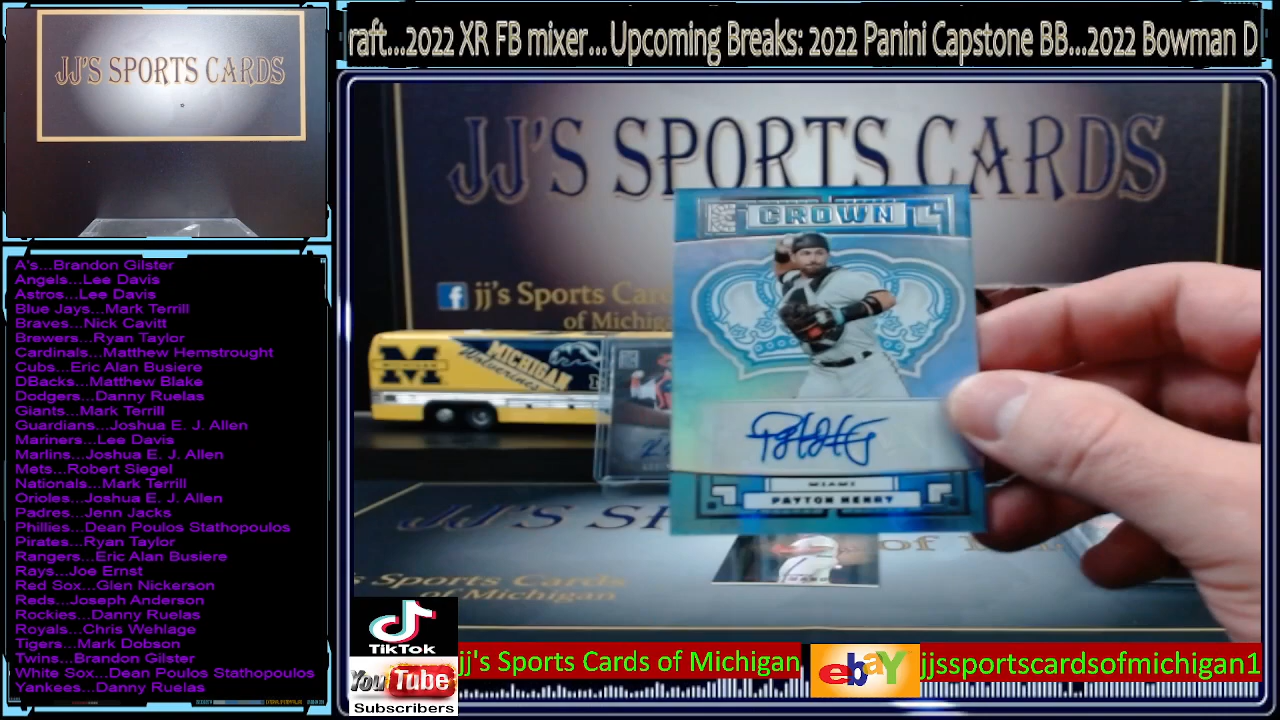 JJ'S SPORTS CARDS
raft...2022 XR FB mixer...Upcoming Breaks: 2022 Panini Capstone BB...2022 Bowman D
A's...Brandon Gilster
Angels...Lee Davis
Astros...Lee Davis
Blue Jays...Mark Terrill
Braves...Nick Cavitt
Brewers...Ryan Taylor
Cardinals...Matthew Hemstrought
Cubs...Eric Alan Busiere
DBacks...Matthew Blake
Dodgers...Danny Ruelas
Giants...Mark Terrill
Guardians...Joshua E. J. Allen
Mariners...Lee Davis
Marlins...Joshua E. J. Allen
Mets...Robert Siegel
Nationals...Mark Terrill
Orioles...Joshua E. J. Allen
Padres...Jenn Jacks
Phillies...Dean Poulos Stathopoulos
Pirates...Ryan Taylor
Rangers...Eric Alan Busiere
Rays...Joe Ernst
Red Sox...Glen Nickerson
Reds...Joseph Anderson
Rockies...Danny Ruelas
Royals...Chris Wehlage
Tigers...Mark Dobson
Twins...Brandon Gilster
White Sox...Dean Poulos Stathopoulos
Yankees...Danny Ruelas
JJ'S SPORTS CARDS
f jj's Sports Car
of Michiga
M MICHIGAN
Wolverines
CROWN
MIAMI
PAYTON HENRY
JJ'S SP
s Sports Cards
of Michigan
TikTok
YouTube
Subscribers
jj's Sports Cards of Michigan
ebaY
jjssportscardsofmichigan1